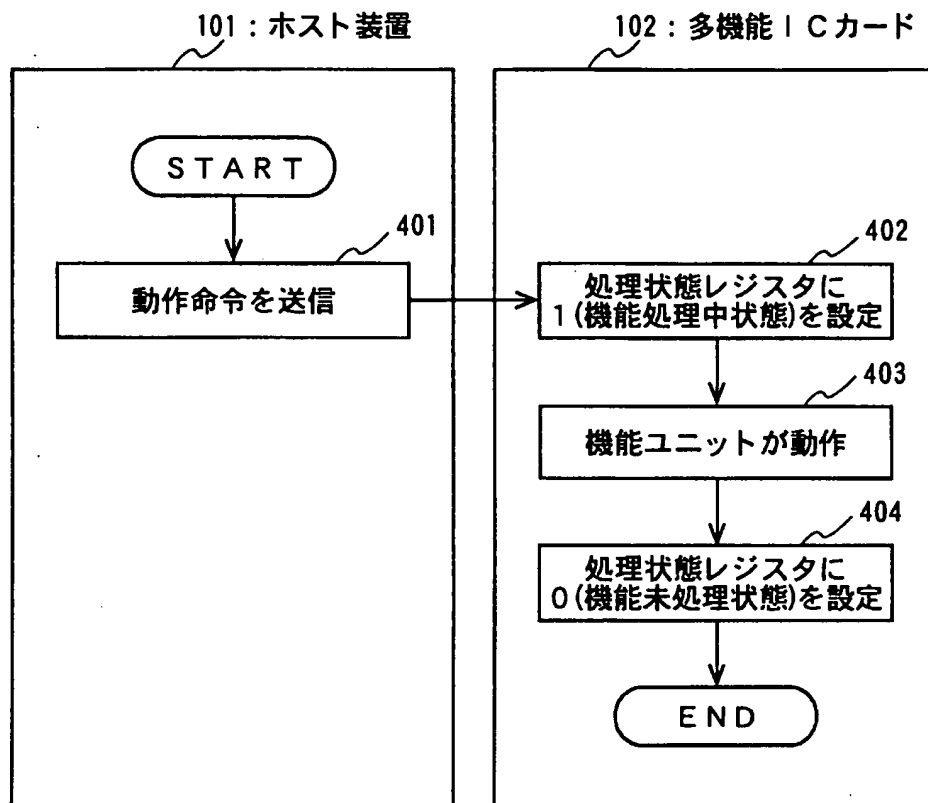 101：ホスト装置
102：多機能ＩＣカード
ＳＴＡＲＴ
401
動作命令を送信
402
処理状態レジスタに
1(機能処理中状態)を設定
403
機能ユニットが動作
404
処理状態レジスタに
0(機能未処理状態)を設定
ＥＮＤ